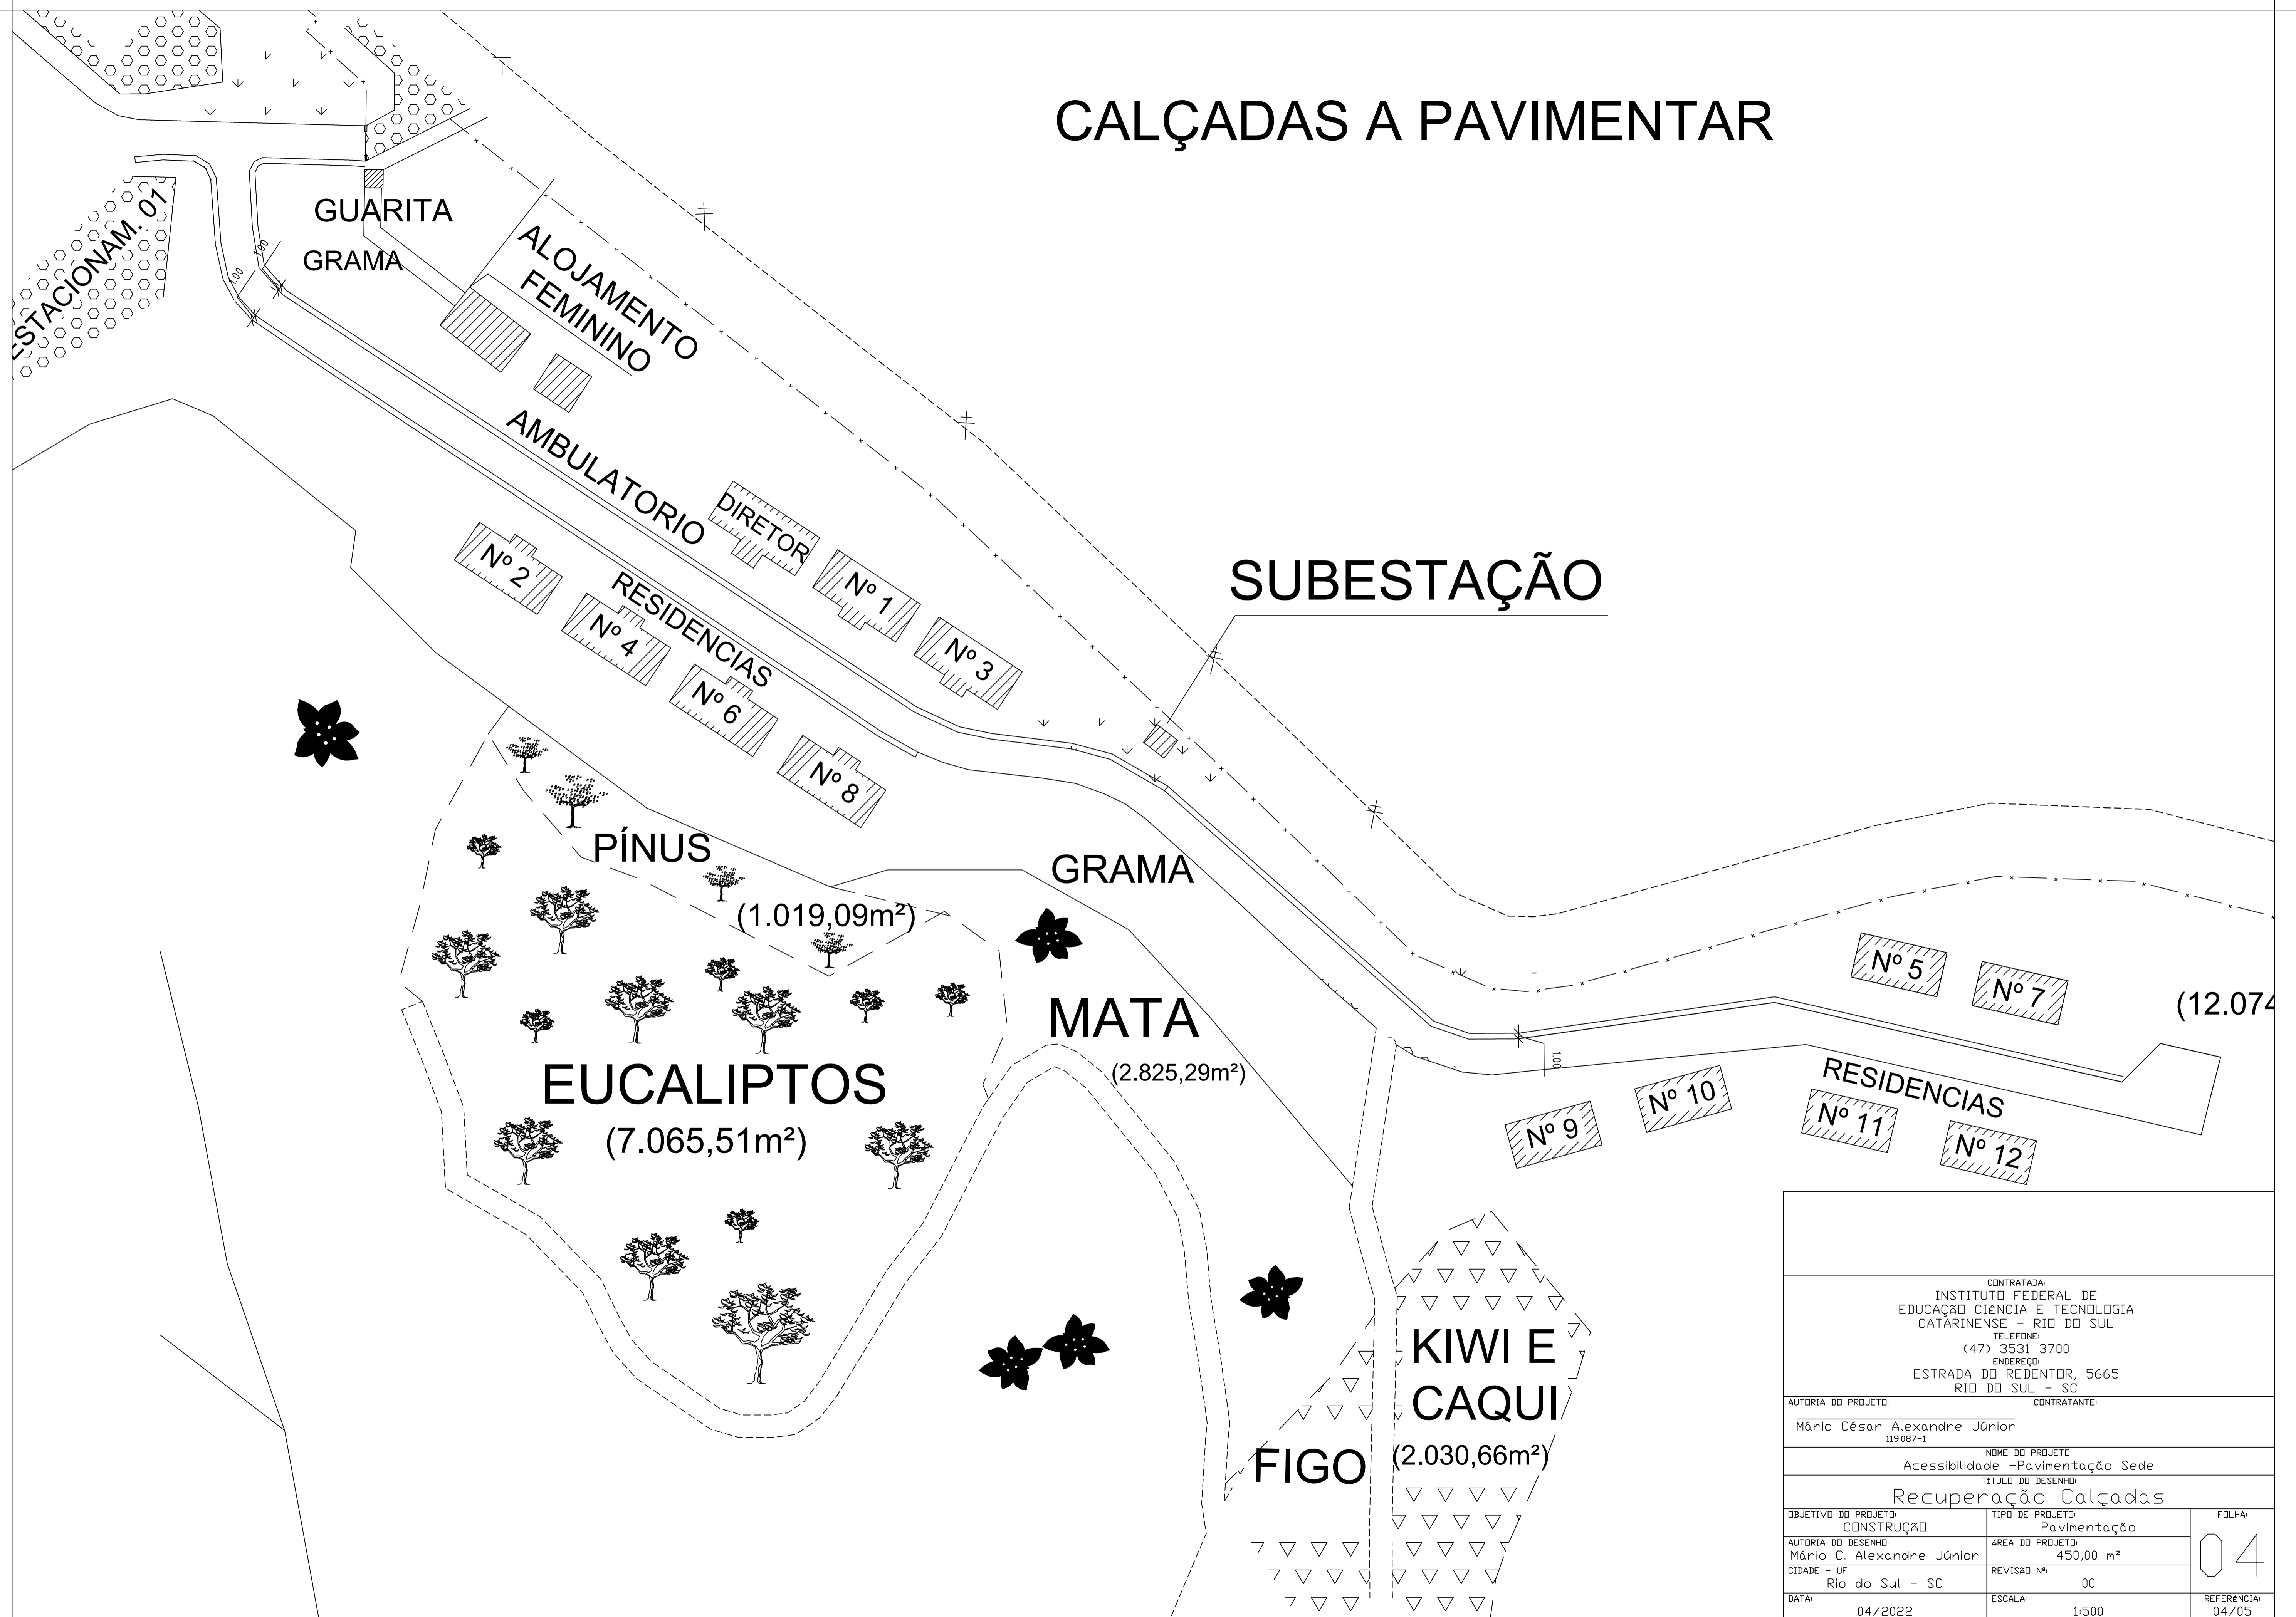 CALÇADAS A PAVIMENTAR
ESTACIONAM. 01
GUARITA
GRAMA
1.00
1.00
ALOJAMENTO
FEMININO
AMBULATORIO
DIRETOR
Nº 1
Nº 3
Nº 2
Nº 4
Nº 6
Nº 8
RESIDENCIAS
SUBESTAÇÃO
PÍNUS
(1.019,09m²)
GRAMA
MATA
(2.825,29m²)
EUCALIPTOS
(7.065,51m²)
1.00
Nº 5
Nº 7
(12.074
RESIDENCIAS
Nº 9
Nº 10
Nº 11
Nº 12
KIWI E
CAQUI
(2.030,66m²)
FIGO
CONTRATADA:
INSTITUTO FEDERAL DE
EDUCAÇÃO CIÊNCIA E TECNOLOGIA
CATARINENSE - RIO DO SUL
TELEFONE:
(47) 3531 3700
ENDEREÇO:
ESTRADA DO REDENTOR, 5665
RIO DO SUL - SC
AUTORIA DO PROJETO: CONTRATANTE:
Mário César Alexandre Júnior
119.087-1
NOME DO PROJETO:
Acessibilidade -Pavimentação Sede
TÍTULO DO DESENHO:
Recuperação Calçadas
OBJETIVO DO PROJETO: TIPO DE PROJETO: FOLHA:
CONSTRUÇÃO Pavimentação
04
AUTORIA DO DESENHO: ÁREA DO PROJETO:
Mário C. Alexandre Júnior 450,00 m²
CIDADE - UF REVISÃO Nº:
Rio do Sul - SC 00
DATA: ESCALA: REFERÊNCIA:
04/2022 1:500 04/05